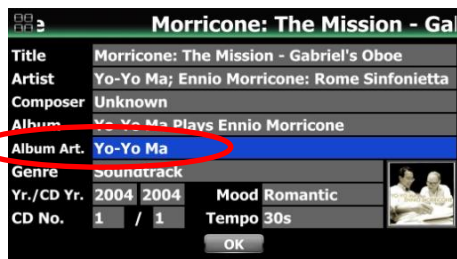 Morricone: The Mission - Ga
Title Morricone: The Mission - Gabriel's Oboe
Artist Yo-Yo Ma; Ennio Morricone: Rome Sinfonietta
Composer Unknown
Album Yo-Yo Ma Plays Ennio Morricone
Album Art. Yo-Yo Ma
Genre Soundtrack
Yr./CD Yr. 2004 2004 Mood Romantic
CD No. 1 / 1 Tempo 30s
OK